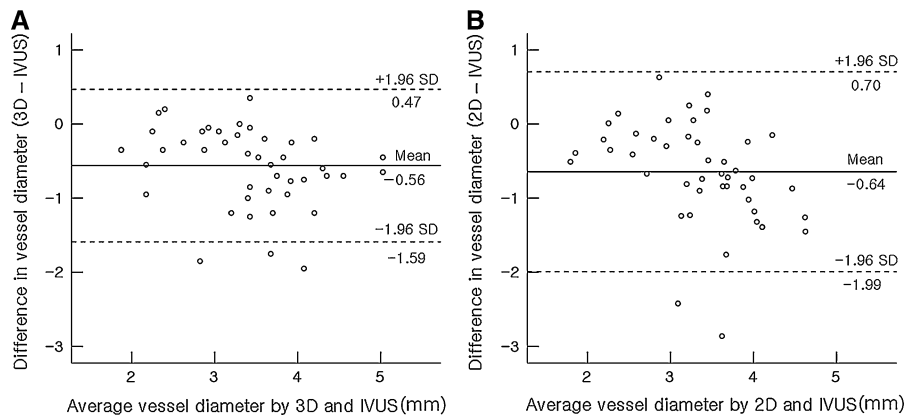 A
Difference in vessel diameter (3D – IVUS)
1
0
−1
−2
−3
+1.96 SD
0.47
Mean
−0.56
−1.96 SD
−1.59
2 3 4 5
Average vessel diameter by 3D and IVUS (mm)
B
Difference in vessel diameter (2D – IVUS)
1
0
−1
−2
−3
+1.96 SD
0.70
Mean
−0.64
−1.96 SD
−1.99
2 3 4 5
Average vessel diameter by 2D and IVUS (mm)